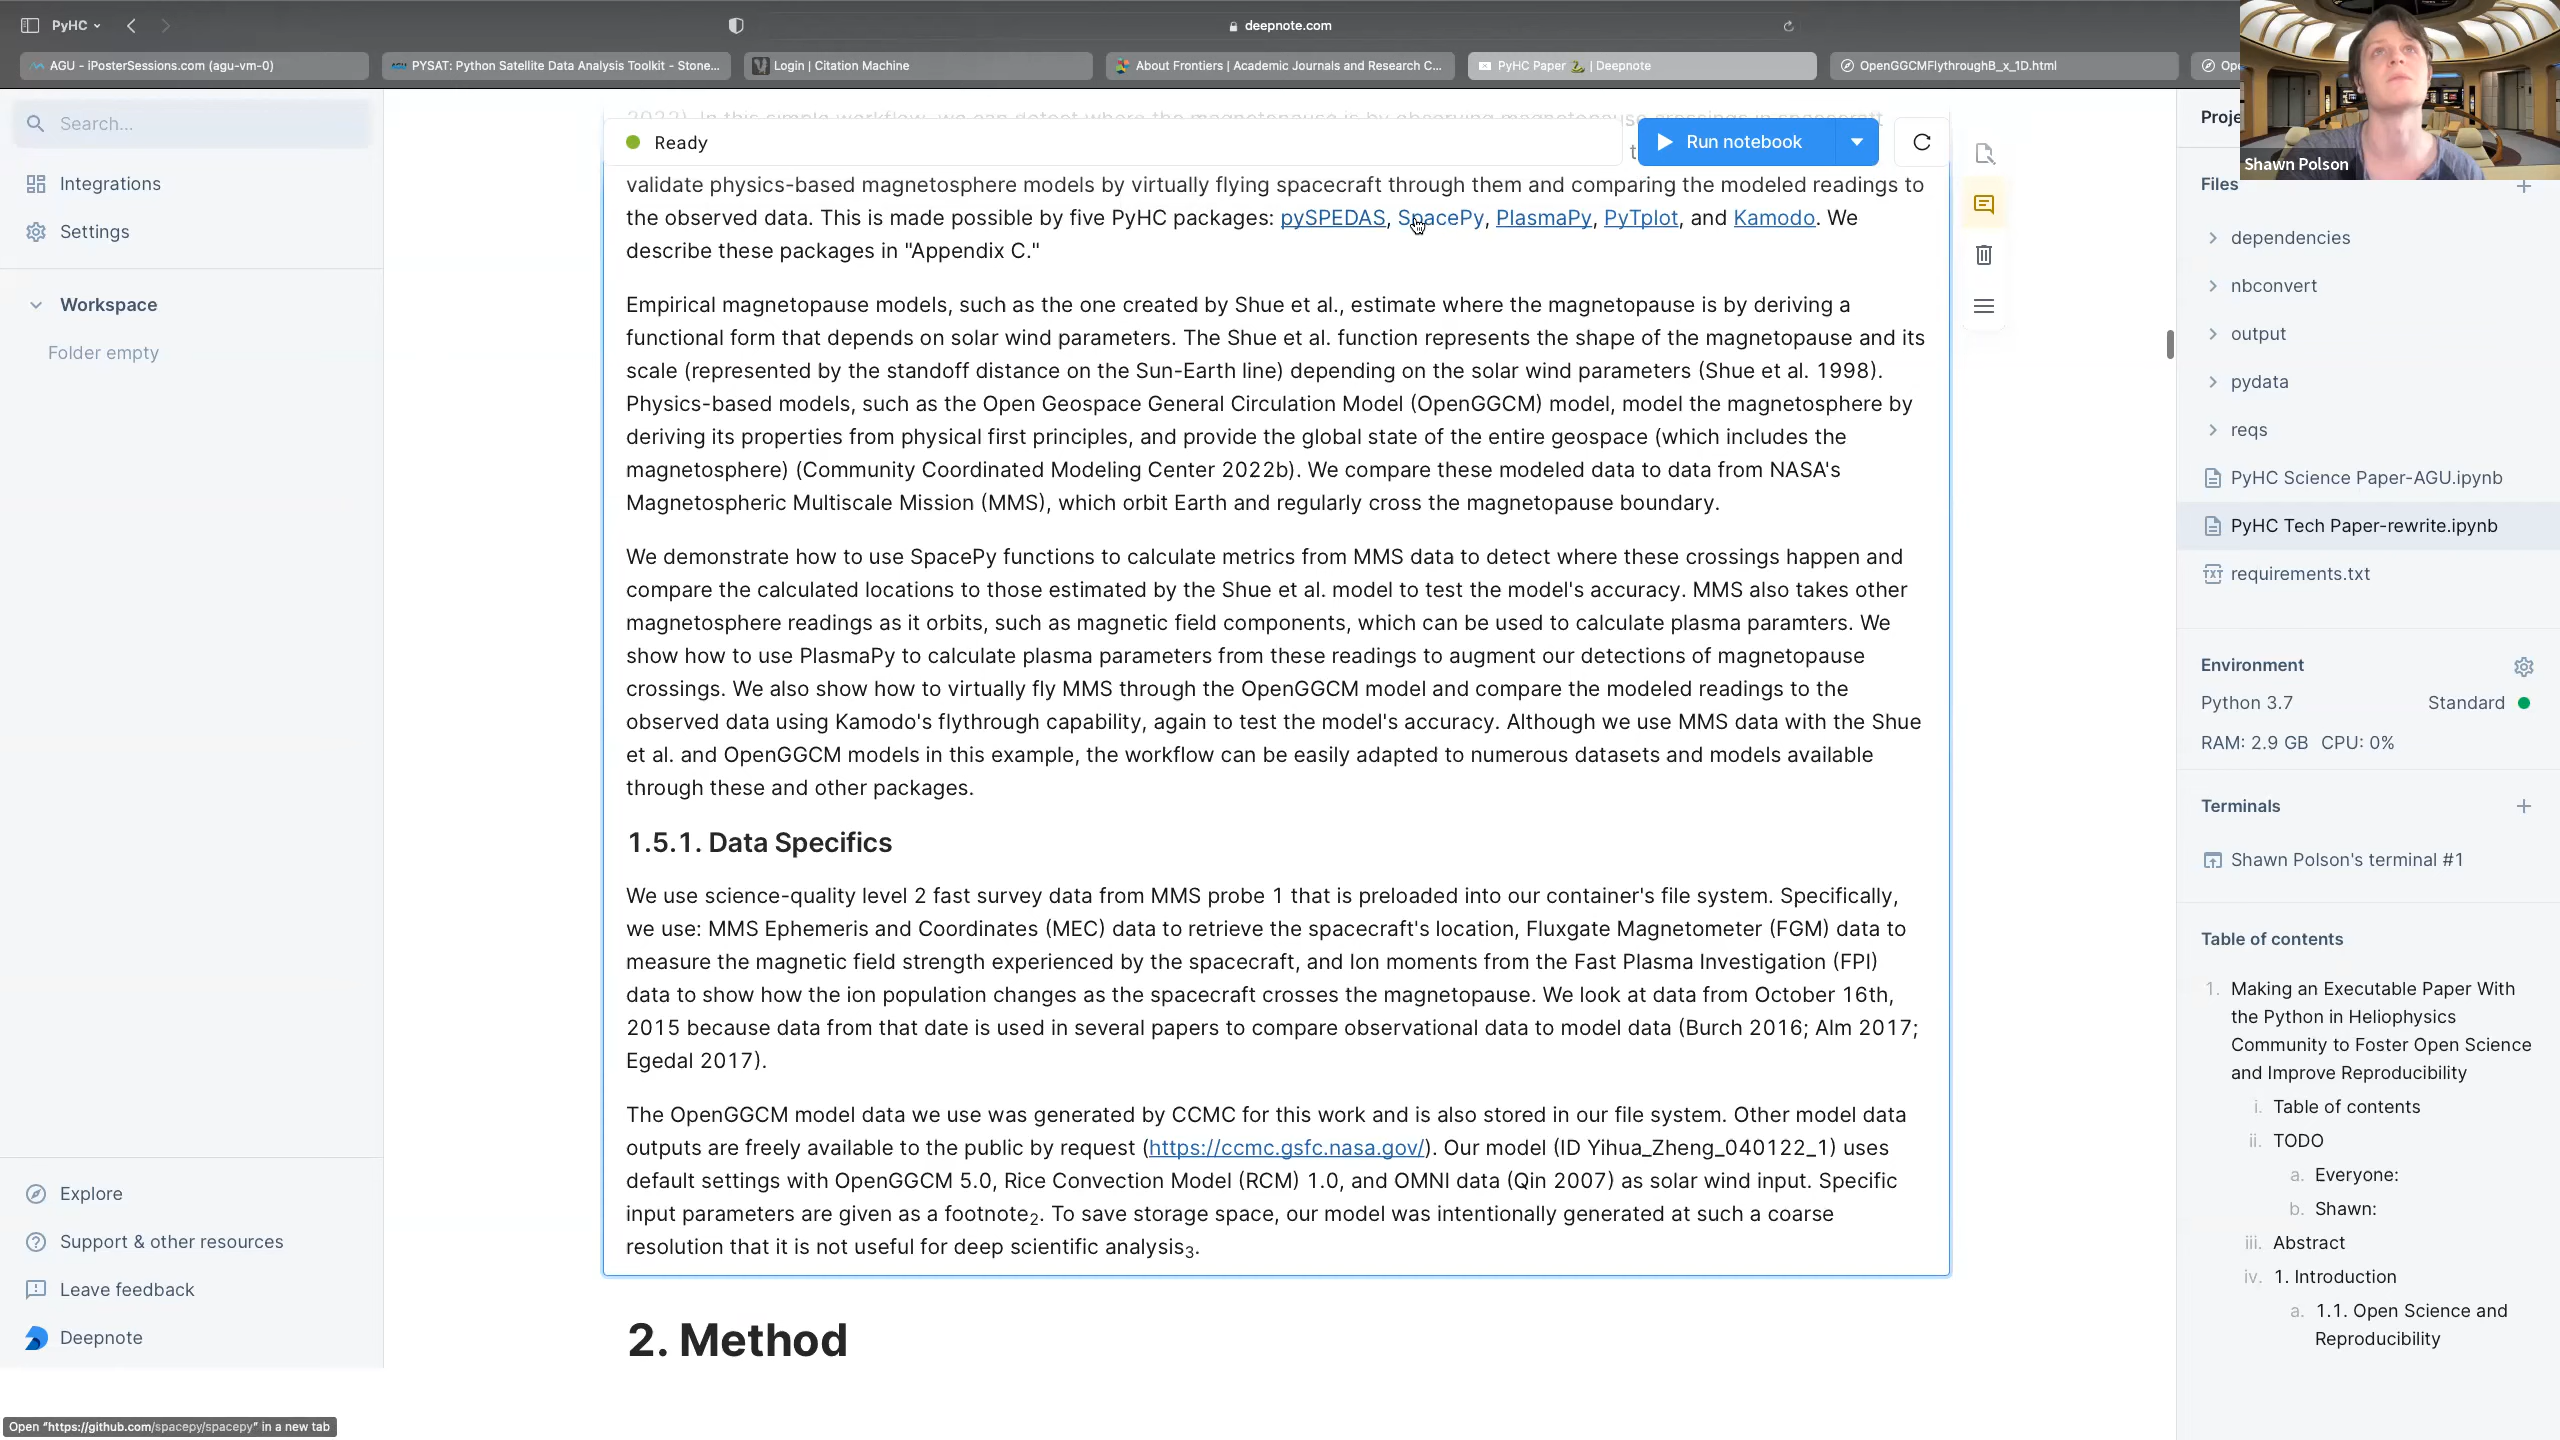 PyHC
deepnote.com
AGU - iPosterSessions.com (agu-vm-0)
PYSAT: Python Satellite Data Analysis Toolkit - Stone...
Login | Citation Machine
About Frontiers | Academic Journals and Research C...
PyHC Paper 🐍 | Deepnote
OpenGGCMFlythroughB_x_1D.html
Ope
Shawn Polson
Search...
Integrations
Settings
Workspace
Folder empty
Explore
Support & other resources
Leave feedback
Deepnote
Open "https://github.com/spacepy/spacepy" in a new tab
2022). In this simple workflow, we can detect where the magnetopause is by observing magnetopause crossings in spacecraft
Ready
Run notebook
validate physics-based magnetosphere models by virtually flying spacecraft through them and comparing the modeled readings to
the observed data. This is made possible by five PyHC packages: pySPEDAS, SpacePy, PlasmaPy, PyTplot, and Kamodo. We
describe these packages in "Appendix C."
Empirical magnetopause models, such as the one created by Shue et al., estimate where the magnetopause is by deriving a
functional form that depends on solar wind parameters. The Shue et al. function represents the shape of the magnetopause and its
scale (represented by the standoff distance on the Sun-Earth line) depending on the solar wind parameters (Shue et al. 1998).
Physics-based models, such as the Open Geospace General Circulation Model (OpenGGCM) model, model the magnetosphere by
deriving its properties from physical first principles, and provide the global state of the entire geospace (which includes the
magnetosphere) (Community Coordinated Modeling Center 2022b). We compare these modeled data to data from NASA's
Magnetospheric Multiscale Mission (MMS), which orbit Earth and regularly cross the magnetopause boundary.
We demonstrate how to use SpacePy functions to calculate metrics from MMS data to detect where these crossings happen and
compare the calculated locations to those estimated by the Shue et al. model to test the model's accuracy. MMS also takes other
magnetosphere readings as it orbits, such as magnetic field components, which can be used to calculate plasma paramters. We
show how to use PlasmaPy to calculate plasma parameters from these readings to augment our detections of magnetopause
crossings. We also show how to virtually fly MMS through the OpenGGCM model and compare the modeled readings to the
observed data using Kamodo's flythrough capability, again to test the model's accuracy. Although we use MMS data with the Shue
et al. and OpenGGCM models in this example, the workflow can be easily adapted to numerous datasets and models available
through these and other packages.
1.5.1. Data Specifics
We use science-quality level 2 fast survey data from MMS probe 1 that is preloaded into our container's file system. Specifically,
we use: MMS Ephemeris and Coordinates (MEC) data to retrieve the spacecraft's location, Fluxgate Magnetometer (FGM) data to
measure the magnetic field strength experienced by the spacecraft, and Ion moments from the Fast Plasma Investigation (FPI)
data to show how the ion population changes as the spacecraft crosses the magnetopause. We look at data from October 16th,
2015 because data from that date is used in several papers to compare observational data to model data (Burch 2016; Alm 2017;
Egedal 2017).
The OpenGGCM model data we use was generated by CCMC for this work and is also stored in our file system. Other model data
outputs are freely available to the public by request (https://ccmc.gsfc.nasa.gov/). Our model (ID Yihua_Zheng_040122_1) uses
default settings with OpenGGCM 5.0, Rice Convection Model (RCM) 1.0, and OMNI data (Qin 2007) as solar wind input. Specific
input parameters are given as a footnote2. To save storage space, our model was intentionally generated at such a coarse
resolution that it is not useful for deep scientific analysis3.
2. Method
Proje
Files
dependencies
nbconvert
output
pydata
reqs
PyHC Science Paper-AGU.ipynb
PyHC Tech Paper-rewrite.ipynb
TXT requirements.txt
Environment
Python 3.7 Standard
RAM: 2.9 GB CPU: 0%
Terminals
Shawn Polson's terminal #1
Table of contents
1. Making an Executable Paper With
the Python in Heliophysics
Community to Foster Open Science
and Improve Reproducibility
i. Table of contents
ii. TODO
a. Everyone:
b. Shawn:
iii. Abstract
iv. 1. Introduction
a. 1.1. Open Science and
Reproducibility